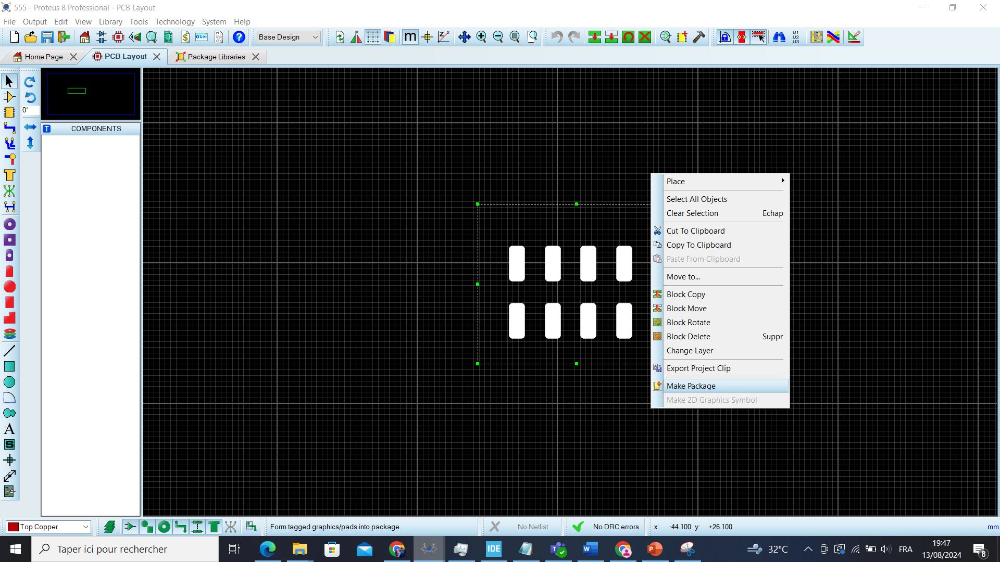 555 - Proteus 8 Professional - PCB Layout
File Output Edit View Library Tools Technology System Help
Base Design
Home Page PCB Layout Package Libraries
0°
COMPONENTS
Place
Select All Objects
Clear Selection Echap
Cut To Clipboard
Copy To Clipboard
Paste From Clipboard
Move to...
Block Copy
Block Move
Block Rotate
Block Delete Suppr
Change Layer
Export Project Clip
Make Package
Make 2D Graphics Symbol
Top Copper
Form tagged graphics/pads into package.
No Netlist
No DRC errors
x: -44.100 y: +26.100
mm
Taper ici pour rechercher
IDE
32°C
FRA
19:47
13/08/2024
8